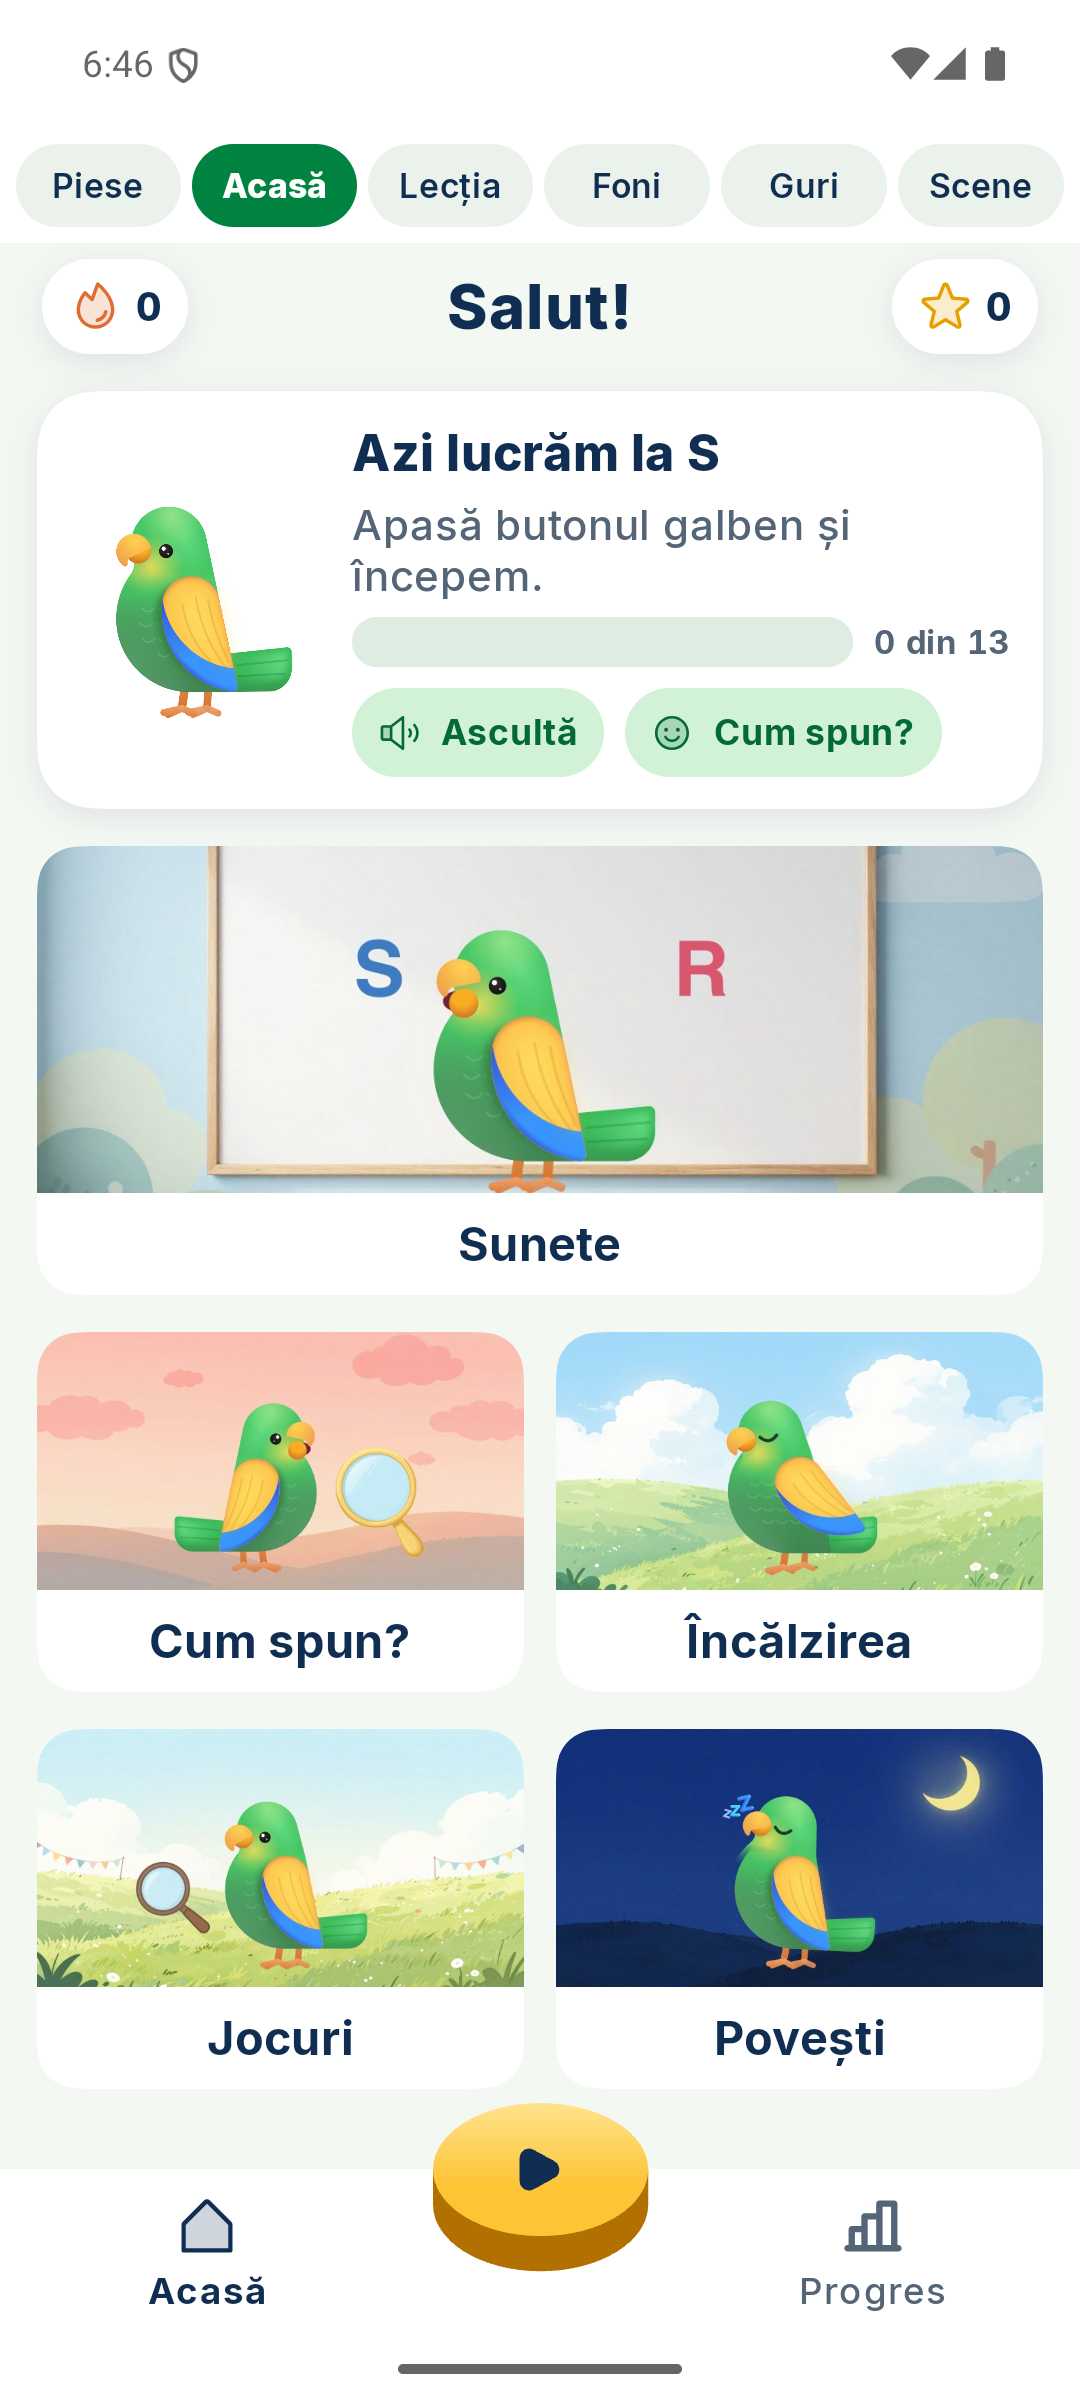 6:46
Piese
Acasă
Lecția
Foni
Guri
Scene
0
Salut!
0
Azi lucrăm la S
Apasă butonul galben și
începem.
0 din 13
Ascultă
Cum spun?
S
R
Sunete
Cum spun?
Încălzirea
zzz
Jocuri
Povești
Acasă
Progres